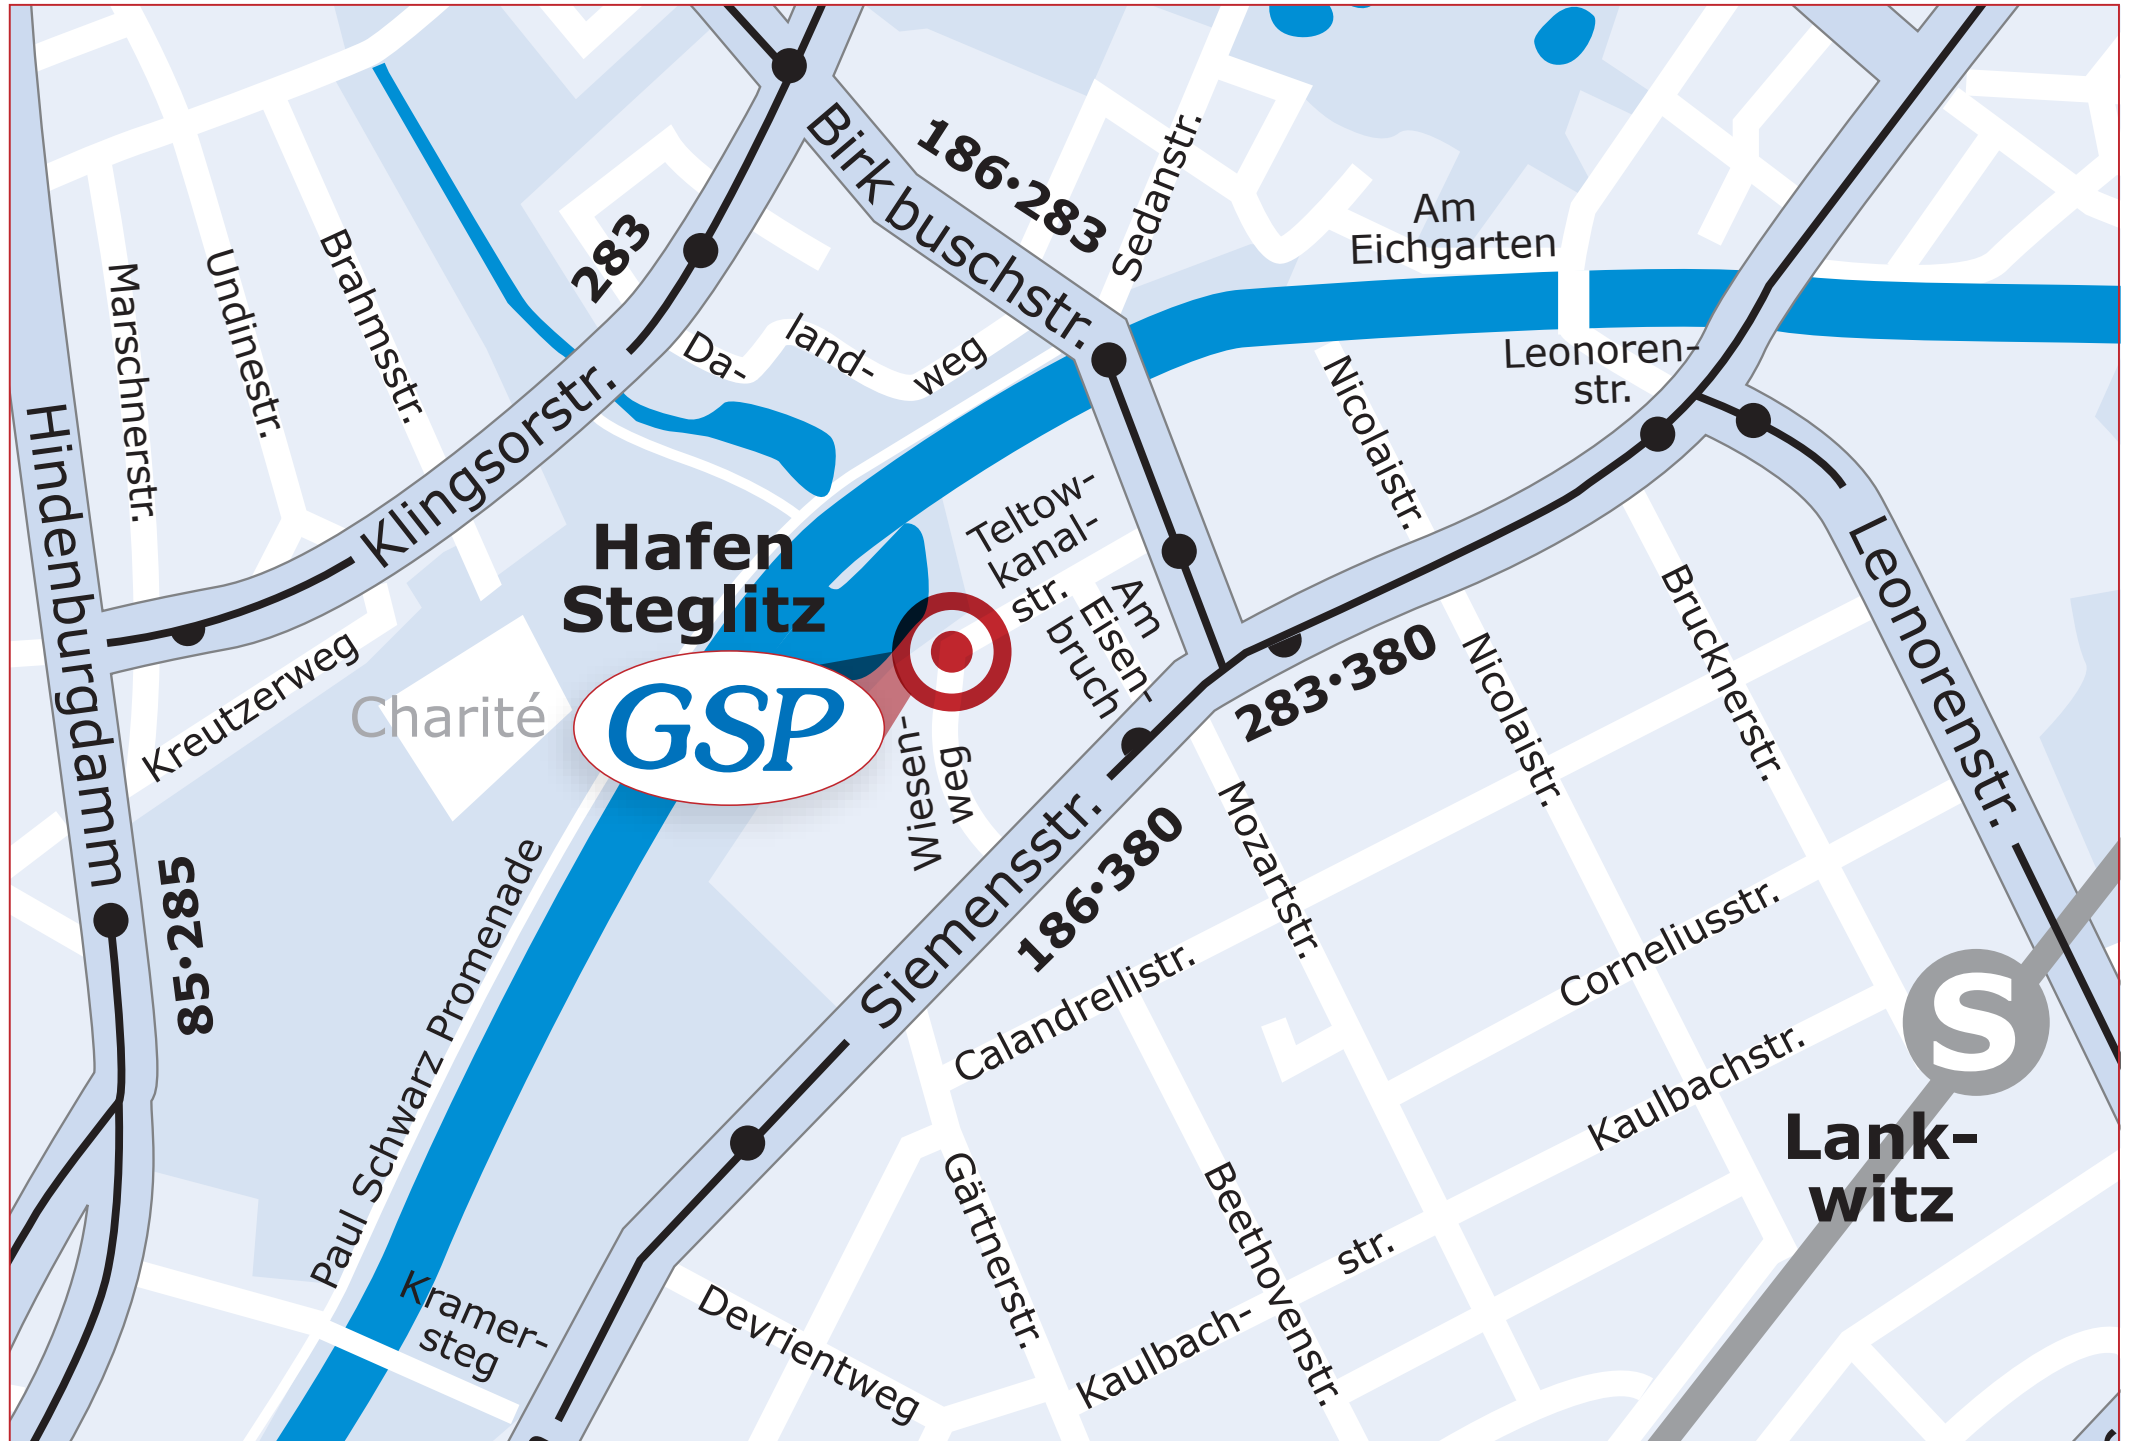 Birkbuschstr.
186·283
Sedanstr.
Am
Eichgarten
283
Marschnerstr.
Undinestr.
Brahmsstr.
Da-
land-
weg
Leonoren-
str.
Nicolaistr.
Hindenburgdamm
Klingsorstr.
Hafen
Steglitz
Teltow-
kanal-
str.
Am
Eisen-
bruch
Leonorenstr.
Brucknerstr.
Nicolaistr.
283·380
Kreutzerweg
Charité
GSP
Wiesen-
weg
Siemensstr.
186·380
Mozartstr.
85·285
Paul Schwarz Promenade
Calandrellistr.
Corneliusstr.
Kaulbachstr.
S
Lank-
witz
Gärtnerstr.
Beethovenstr.
Kaulbach-
str.
Kramer-
steg
Devrientweg